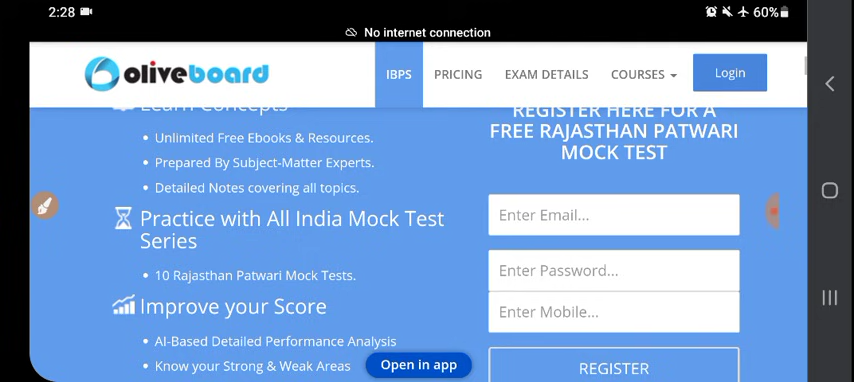 2:28
60%
No internet connection
oliveboard
IBPS
PRICING
EXAM DETAILS
COURSES
Login
Learn Concepts
• Unlimited Free Ebooks & Resources.
• Prepared By Subject-Matter Experts.
• Detailed Notes covering all topics.
Practice with All India Mock Test
Series
• 10 Rajasthan Patwari Mock Tests.
Improve your Score
• AI-Based Detailed Performance Analysis
• Know your Strong & Weak Areas
REGISTER HERE FOR A
FREE RAJASTHAN PATWARI
MOCK TEST
Enter Email...
Enter Password...
Enter Mobile...
REGISTER
Open in app